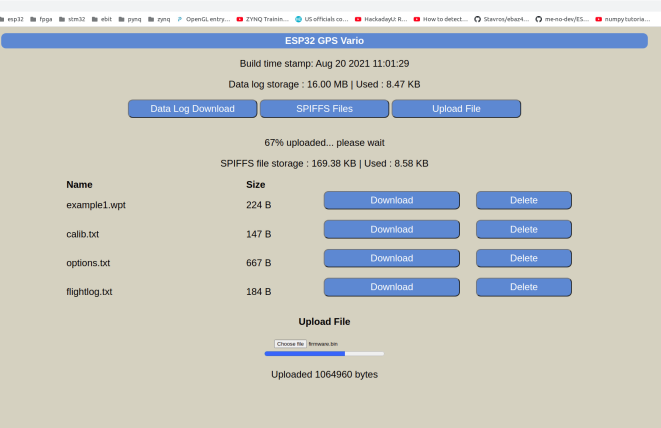 esp32 fpga stm32 ebit pynq zynq OpenGL entry... ZYNQ Trainin... US officials co... HackadayU: R... How to detect... Stavros/ebaz4... me-no-dev/ES... numpy tutoria...
ESP32 GPS Vario
Build time stamp: Aug 20 2021 11:01:29
Data log storage : 16.00 MB | Used : 8.47 KB
Data Log Download SPIFFS Files Upload File
67% uploaded... please wait
SPIFFS file storage : 169.38 KB | Used : 8.58 KB
Name Size
example1.wpt 224 B Download Delete
calib.txt 147 B Download Delete
options.txt 667 B Download Delete
flightlog.txt 184 B Download Delete
Upload File
Choose file firmware.bin
Uploaded 1064960 bytes